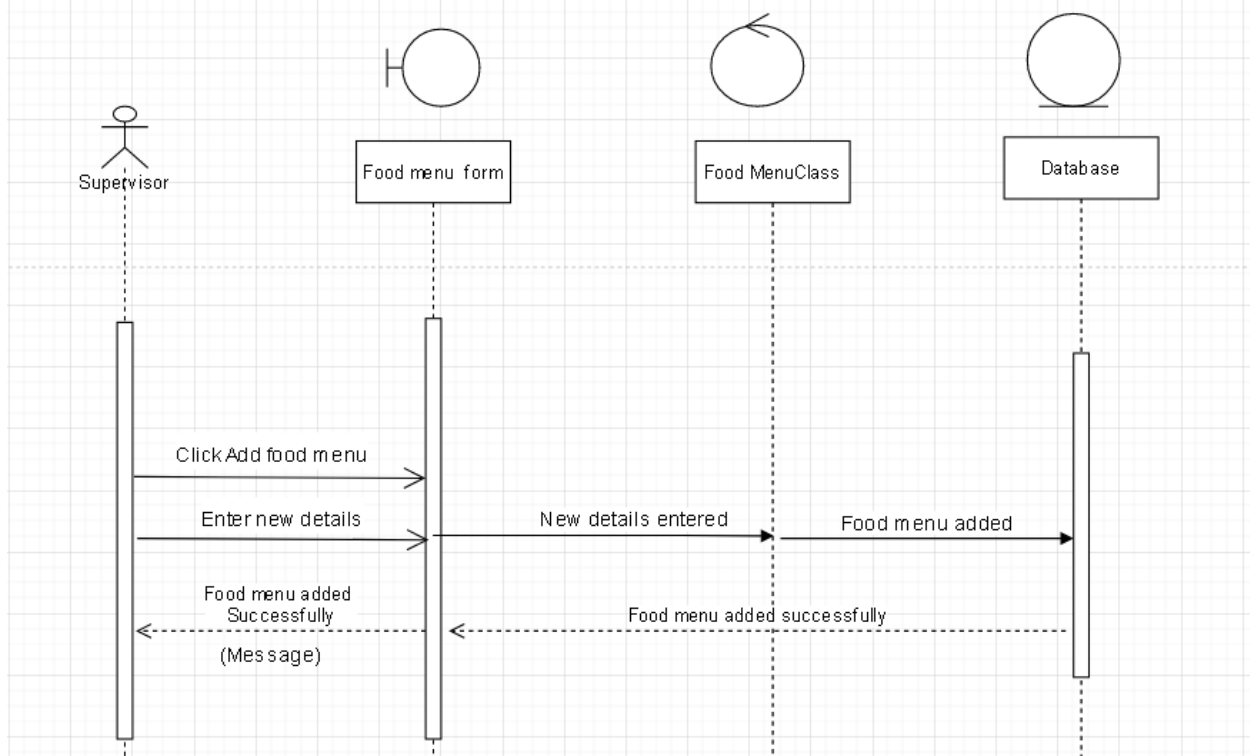 Supervisor
Food menu form
Food MenuClass
Database
Click Add food menu
Enter new details
New details entered
Food menu added
Food menu added
Successfully
(Message)
Food menu added successfully